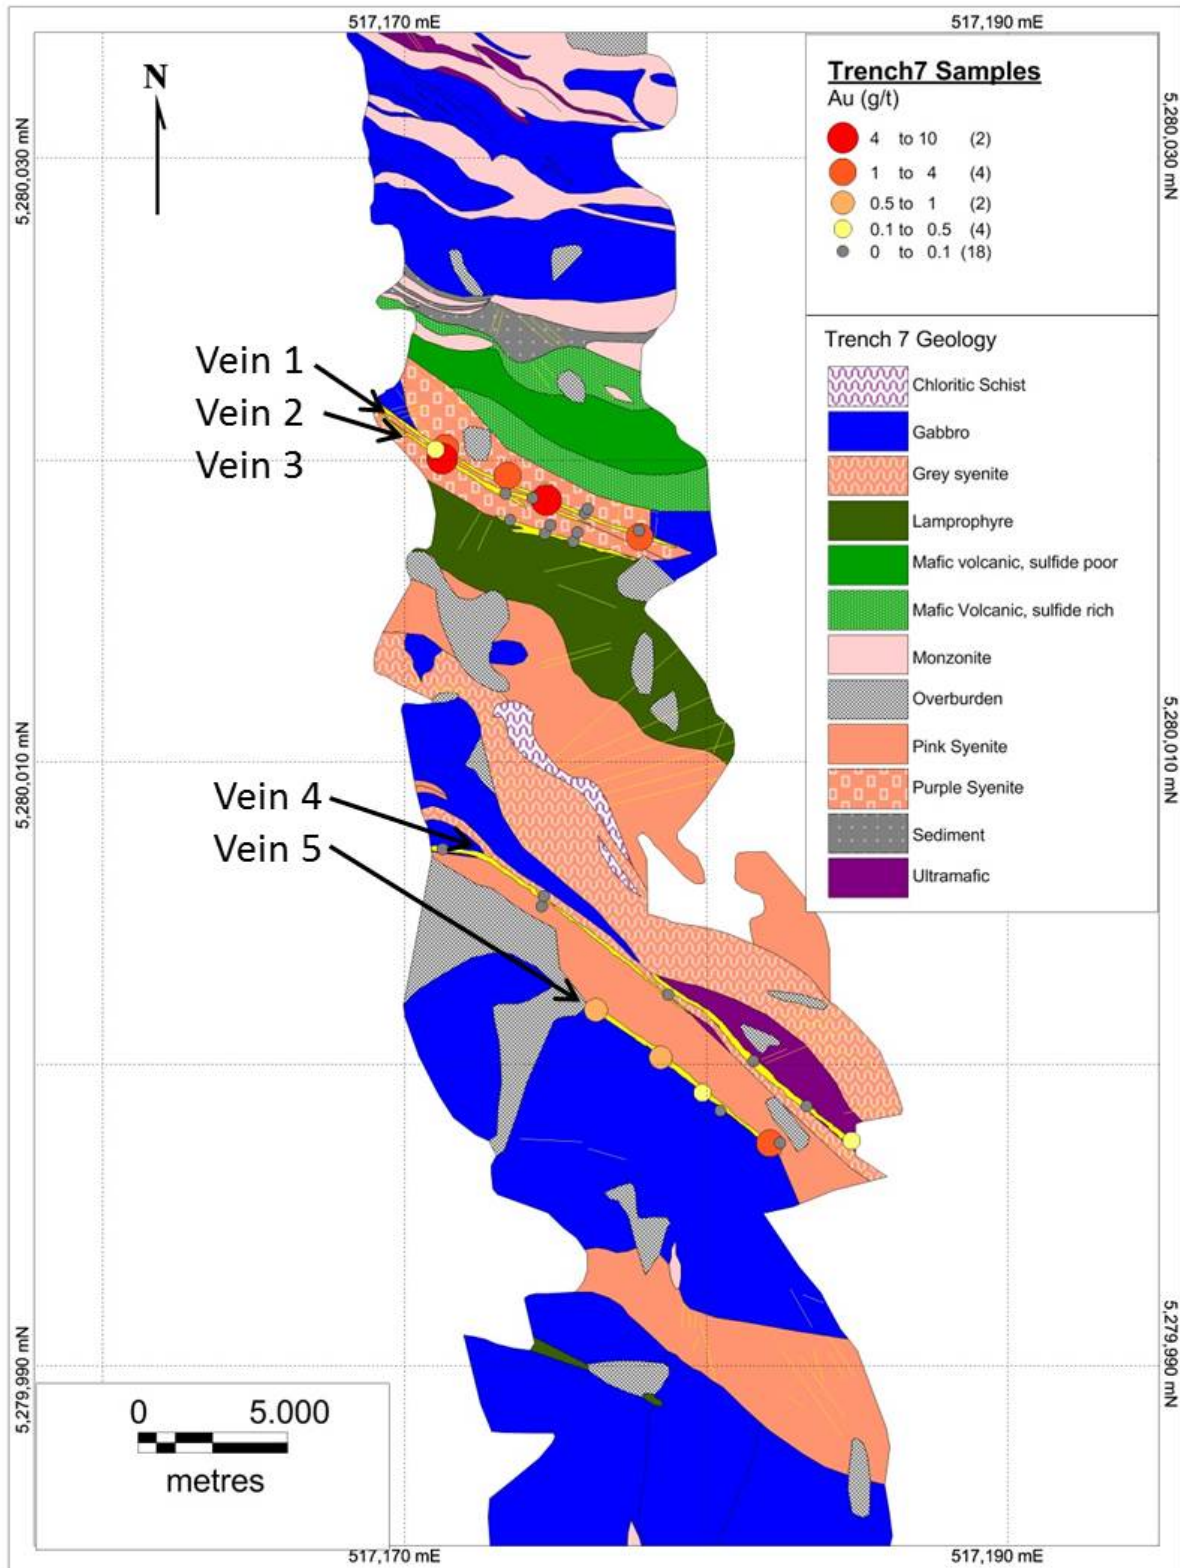 517,170 mE 517,190 mE
N
Trench7 Samples
Au (g/t)
4 to 10 (2)
1 to 4 (4)
0.5 to 1 (2)
0.1 to 0.5 (4)
0 to 0.1 (18)
5,280,030 mN
5,280,030 mN
Trench 7 Geology
Chloritic Schist
Gabbro
Grey syenite
Lamprophyre
Mafic volcanic, sulfide poor
Mafic Volcanic, sulfide rich
Monzonite
Overburden
Pink Syenite
Purple Syenite
Sediment
Ultramafic
Vein 1
Vein 2
Vein 3
5,280,010 mN
5,280,010 mN
Vein 4
Vein 5
5,279,990 mN
5,279,990 mN
0 5.000
metres
517,170 mE 517,190 mE